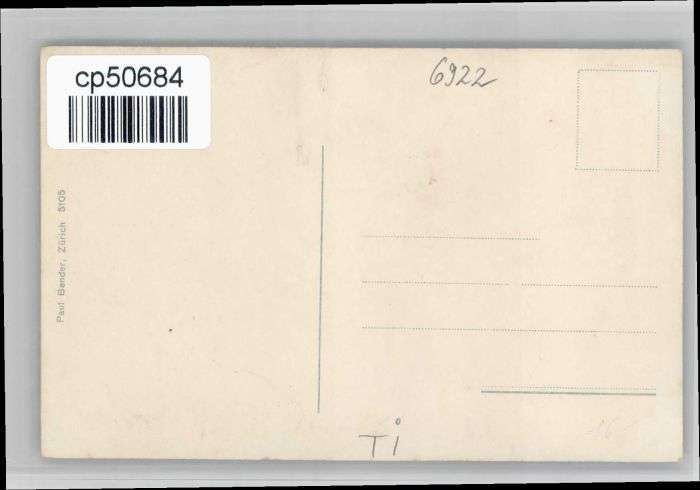 cp50684
6922
Paul Bender, Zürich 5105
Ti